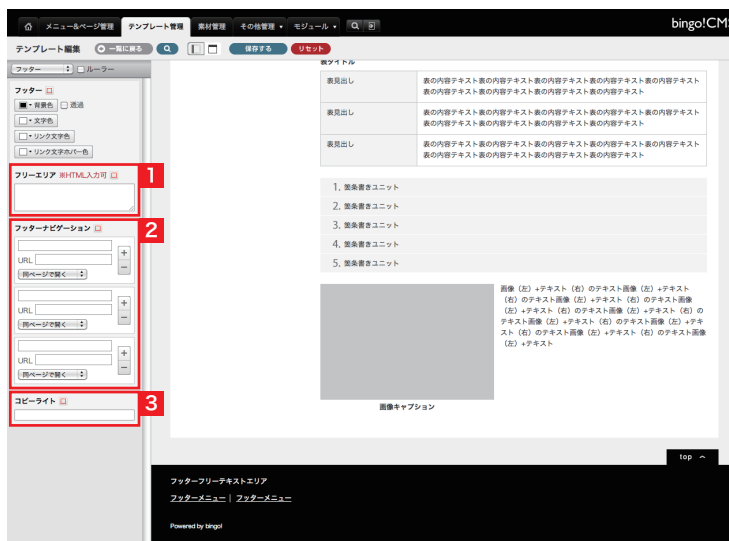 メニュー&ページ管理 テンプレート管理 素材管理 その他管理 ▾ モジュール ▾ bingo!CMS
テンプレート編集 一覧に戻る 保存する リセット
フッター ルーラー
フッター
背景色 透過
文字色
リンク文字色
リンク文字ホバー色
フリーエリア ※HTML入力可
1
フッターナビゲーション
2
URL
+
−
同ページで開く
URL
+
−
同ページで開く
URL
+
−
同ページで開く
コピーライト
3
表タイトル
表見出し
表の内容テキスト表の内容テキスト表の内容テキスト表の内容テキスト表の内容テキスト
表の内容テキスト表の内容テキスト表の内容テキスト表の内容テキスト
表見出し
表の内容テキスト表の内容テキスト表の内容テキスト表の内容テキスト表の内容テキスト
表の内容テキスト表の内容テキスト表の内容テキスト表の内容テキスト
表見出し
表の内容テキスト表の内容テキスト表の内容テキスト表の内容テキスト表の内容テキスト
表の内容テキスト表の内容テキスト表の内容テキスト表の内容テキスト
1. 箇条書きユニット
2. 箇条書きユニット
3. 箇条書きユニット
4. 箇条書きユニット
5. 箇条書きユニット
画像（左）+テキスト（右）のテキスト画像（左）+テキスト
（右）のテキスト画像（左）+テキスト（右）のテキスト画像
（左）+テキスト（右）のテキスト画像（左）+テキスト（右）の
テキスト画像（左）+テキスト（右）のテキスト画像（左）+テキ
スト（右）のテキスト画像（左）+テキスト（右）のテキスト画像
（左）+テキスト
画像キャプション
top
フッターフリーテキストエリア
フッターメニュー | フッターメニュー
Powered by bingo!